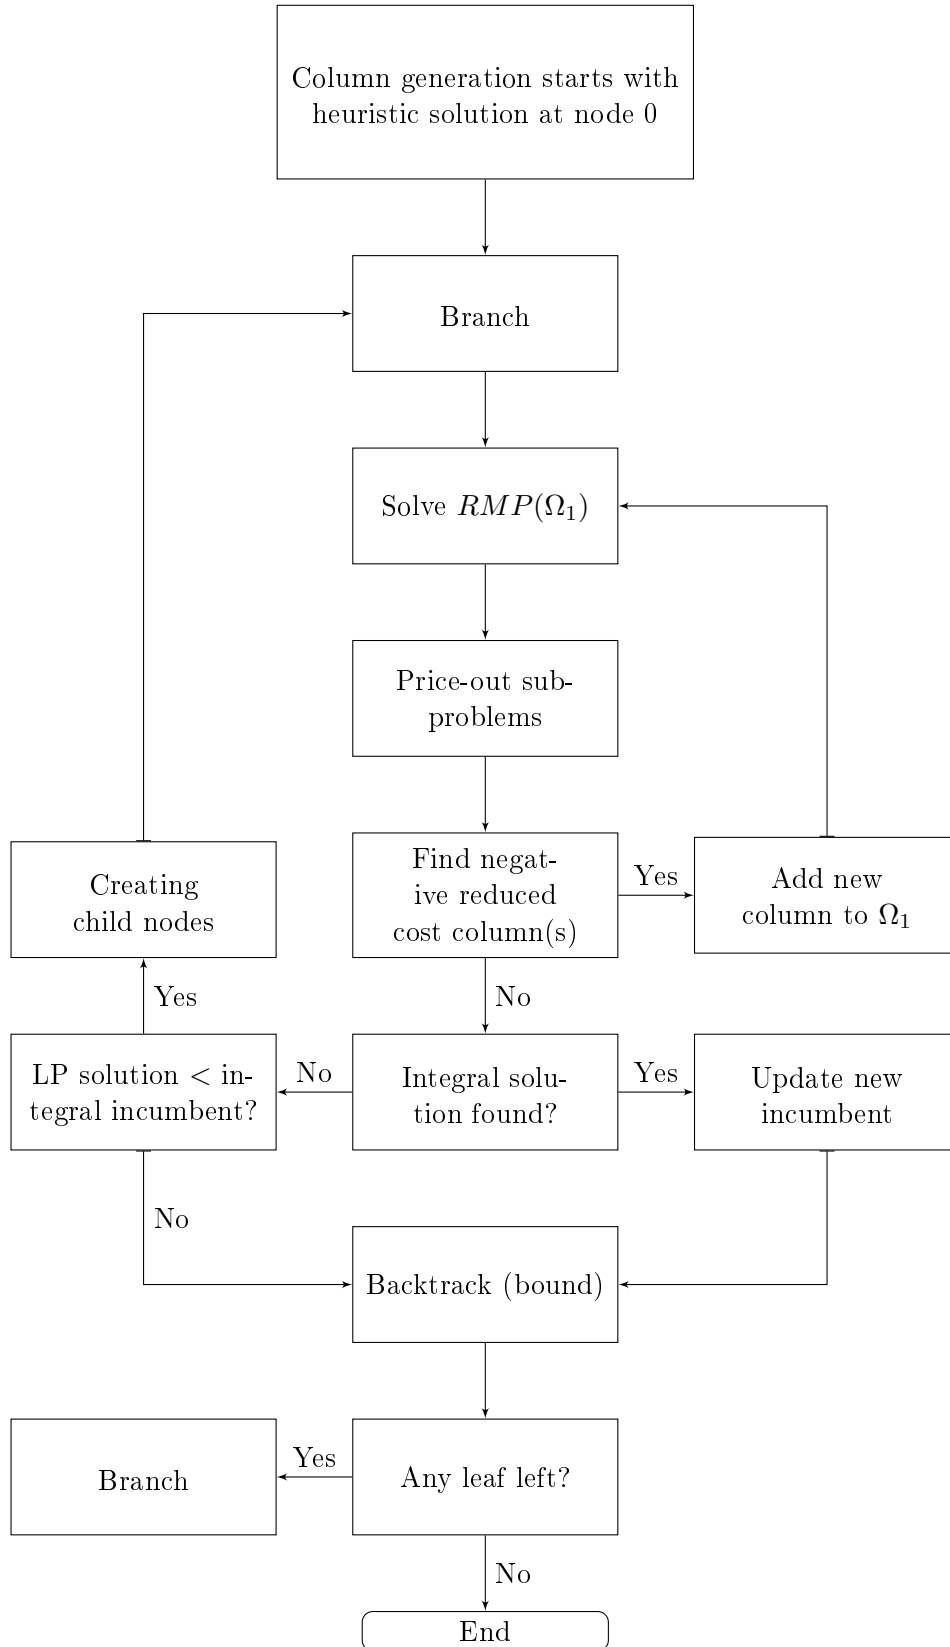 Column generation starts with
heuristic solution at node 0
Branch
Solve RMP(Ω₁)
Price-out sub-
problems
Find negat-
ive reduced
cost column(s)
Yes
Add new
column to Ω₁
Creating
child nodes
Yes
No
LP solution < in-
tegral incumbent?
No
Integral solu-
tion found?
Yes
Update new
incumbent
No
Backtrack (bound)
Branch
Yes
Any leaf left?
No
End